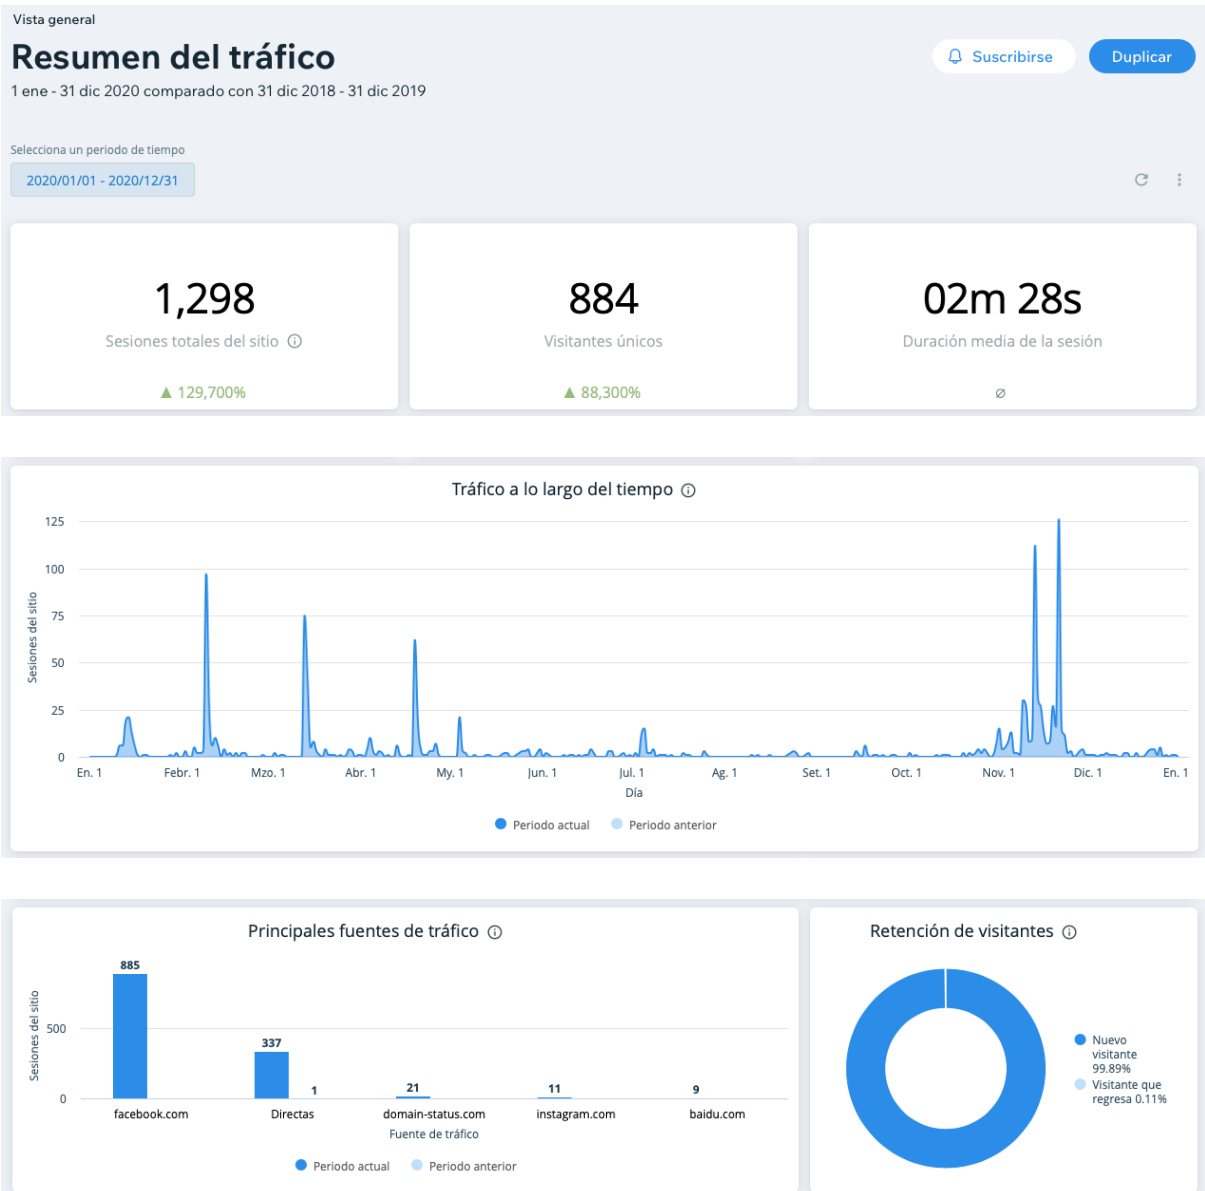 Vista general
Resumen del tráfico
Suscribirse
Duplicar
1 ene - 31 dic 2020 comparado con 31 dic 2018 - 31 dic 2019
Selecciona un periodo de tiempo
2020/01/01 - 2020/12/31
1,298
884
02m 28s
Sesiones totales del sitio
Visitantes únicos
Duración media de la sesión
▲ 129,700%
▲ 88,300%
∅
Tráfico a lo largo del tiempo
Sesiones del sitio
125
100
75
50
25
0
En. 1 Febr. 1 Mzo. 1 Abr. 1 My. 1 Jun. 1 Jul. 1 Ag. 1 Set. 1 Oct. 1 Nov. 1 Dic. 1 En. 1
Día
Periodo actual Periodo anterior
Principales fuentes de tráfico
Sesiones del sitio
500
0
885
337
1
21
11
9
facebook.com Directas domain-status.com instagram.com baidu.com
Fuente de tráfico
Periodo actual Periodo anterior
Retención de visitantes
Nuevo
visitante
99.89%
Visitante que
regresa 0.11%